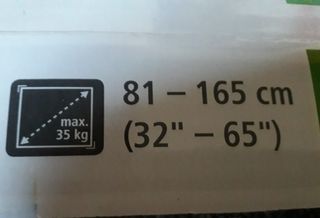 max.
35 kg
81 – 165 cm
(32" – 65")